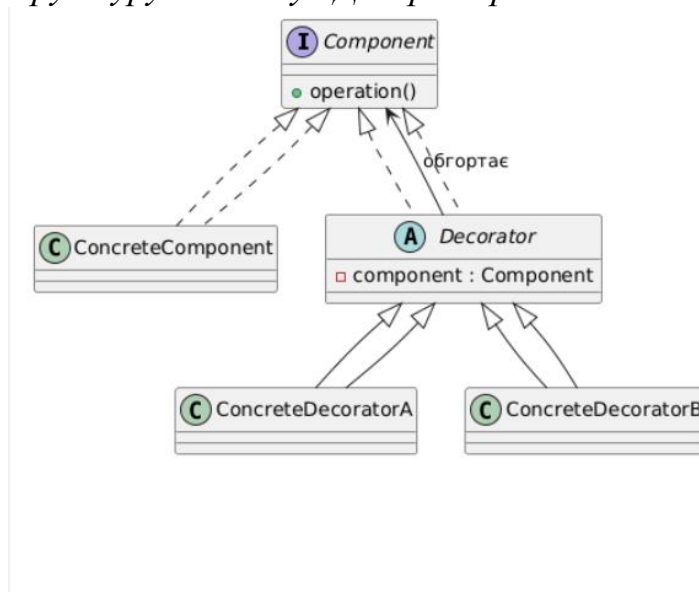 I Component
operation()
обгортає
C ConcreteComponent
A Decorator
component : Component
C ConcreteDecoratorA
C ConcreteDecoratorB